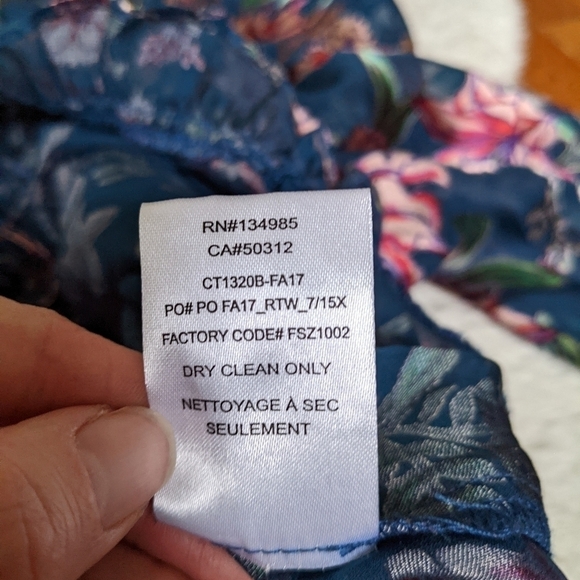 RN#134985
CA#50312
CT1320B-FA17
PO# PO FA17_RTW_7/15X
FACTORY CODE# FSZ1002
DRY CLEAN ONLY
NETTOYAGE À SEC
SEULEMENT